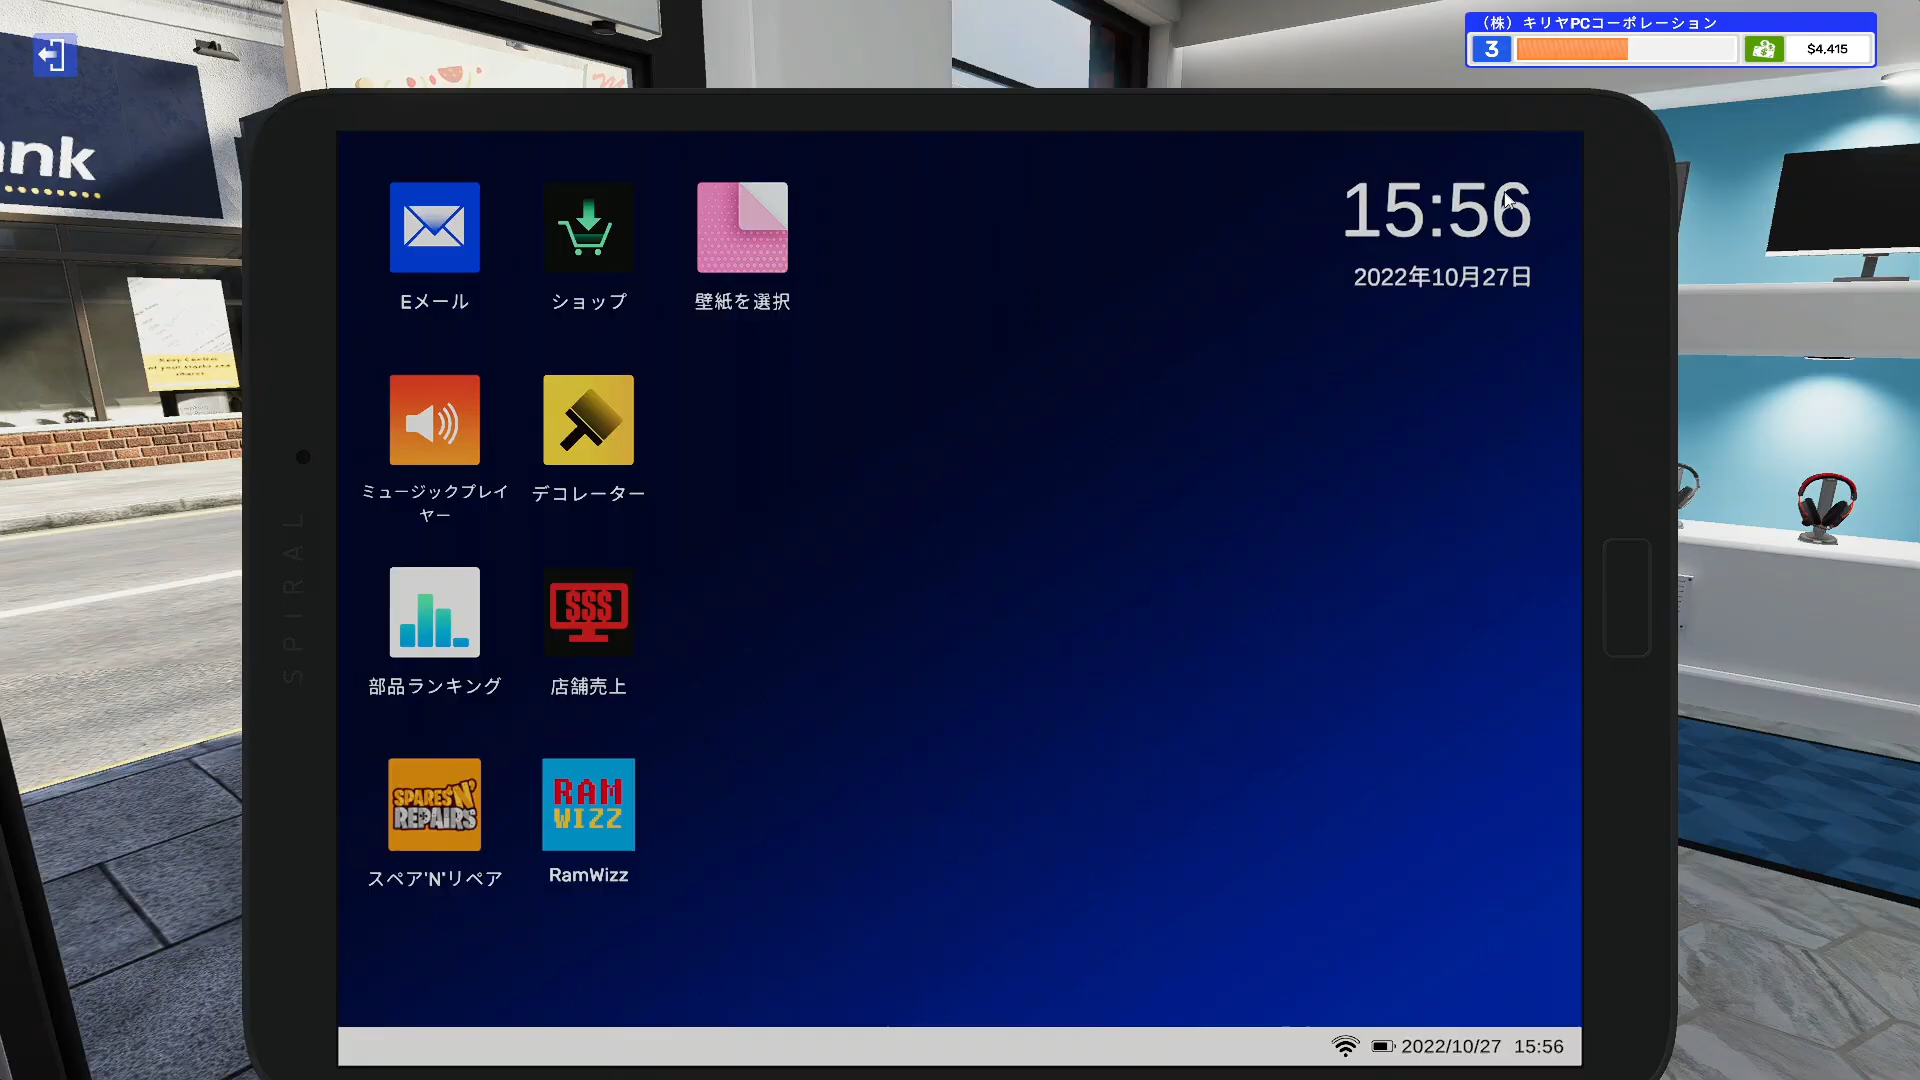 （株）キリヤPCコーポレーション
3
$4,415
ank
Eメール
ショップ
壁紙を選択
15:56
2022年10月27日
ミュージックプレイ
ヤー
デコレーター
$$$
部品ランキング
店舗売上
SPARES'N'
REPAIRS
RAM
WIZZ
スペア'N'リペア
RamWizz
SPIRAL
2022/10/27 15:56